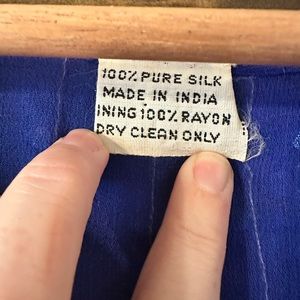 100% PURE SILK
MADE IN INDIA
INING 100% RAYON
DRY CLEAN ONLY